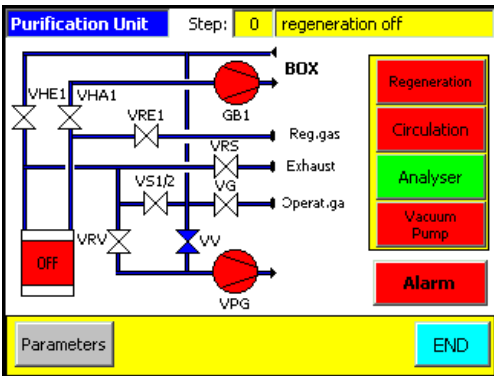 Purification Unit
Step: 0 regeneration off
BOX
VHE1 VHA1
GB1
VRE1
Reg.gas
VRS
Exhaust
VS1/2
VG
Operat.ga
VRV
VV
OFF
VPG
Regeneration
Circulation
Analyser
Vacuum
Pump
Alarm
Parameters
END